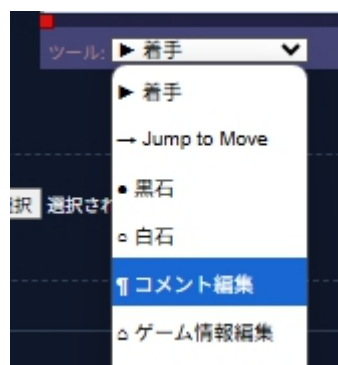 ツール: ► 着手
► 着手
→ Jump to Move
● 黒石
○ 白石
択 選択され
¶ コメント編集
⌂ ゲーム情報編集